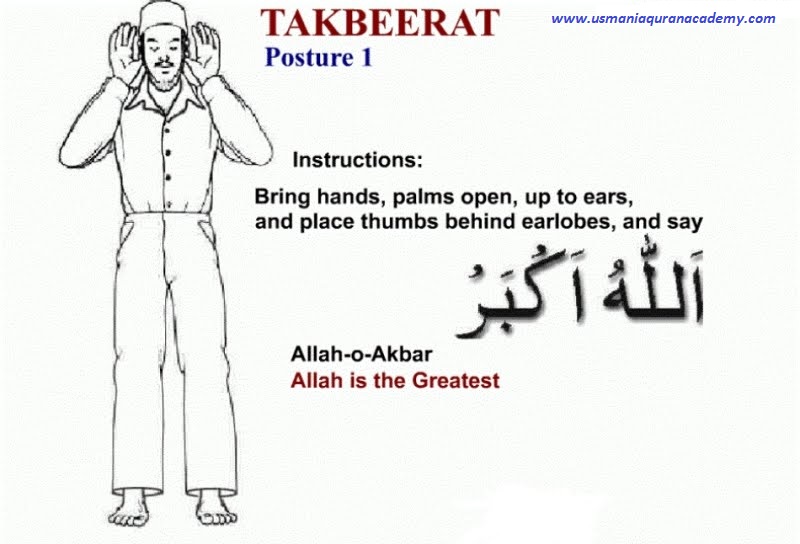 TAKBEERAT
www.usmaniaquranacademy.com
Posture 1
Instructions:
Bring hands, palms open, up to ears,
and place thumbs behind earlobes, and say
اَللّٰهُ اَكْبَرُ
Allah-o-Akbar
Allah is the Greatest